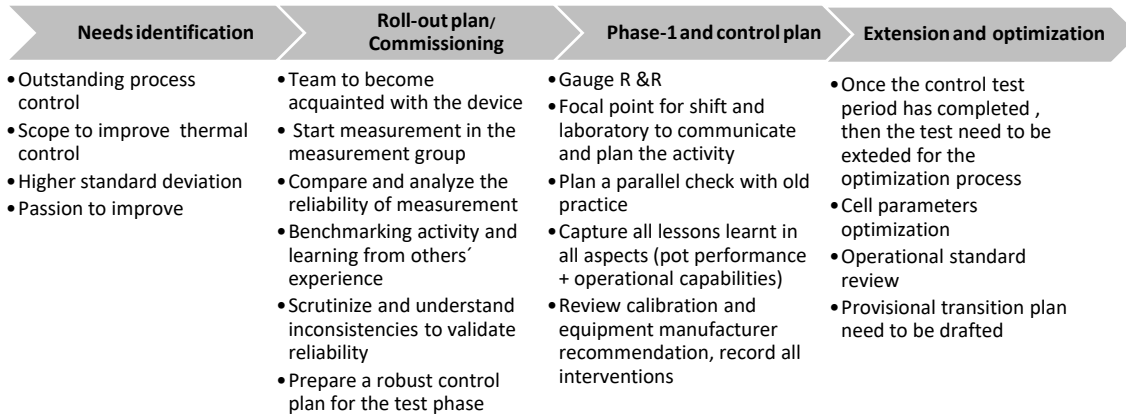 Needs identification
Roll-out plan/
Commissioning
Phase-1 and control plan
Extension and optimization
•Outstanding process
control
•Scope to improve thermal
control
•Higher standard deviation
•Passion to improve
•Team to become
acquainted with the device
• Start measurement in the
measurement group
•Compare and analyze the
reliability of measurement
•Benchmarking activity and
learning from others´
experience
•Scrutinize and understand
inconsistencies to validate
reliability
•Prepare a robust control
plan for the test phase
•Gauge R &R
•Focal point for shift and
laboratory to communicate
and plan the activity
•Plan a parallel check with old
practice
•Capture all lessons learnt in
all aspects (pot performance
+ operational capabilities)
•Review calibration and
equipment manufacturer
recommendation, record all
interventions
•Once the control test
period has completed ,
then the test need to be
exteded for the
optimization process
•Cell parameters
optimization
•Operational standard
review
•Provisional transition plan
need to be drafted